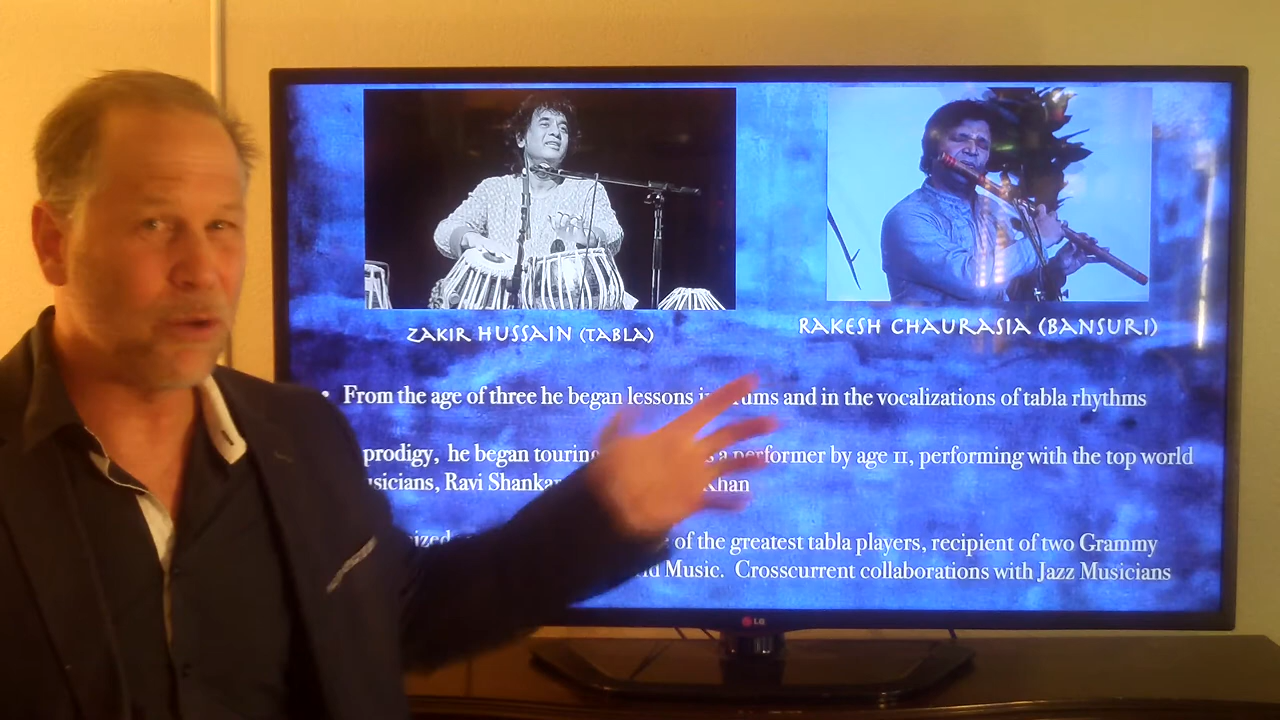 ZAKIR HUSSAIN (TABLA)
RAKESH CHAURASIA (BANSURI)
• From the age of three he began lessons in drums and in the vocalizations of tabla rhythms
prodigy, he began touring a performer by age 11, performing with the top world
musicians, Ravi Shankar Khan
of the greatest tabla players, recipient of two Grammy
Music. Crosscurrent collaborations with Jazz Musicians
LG